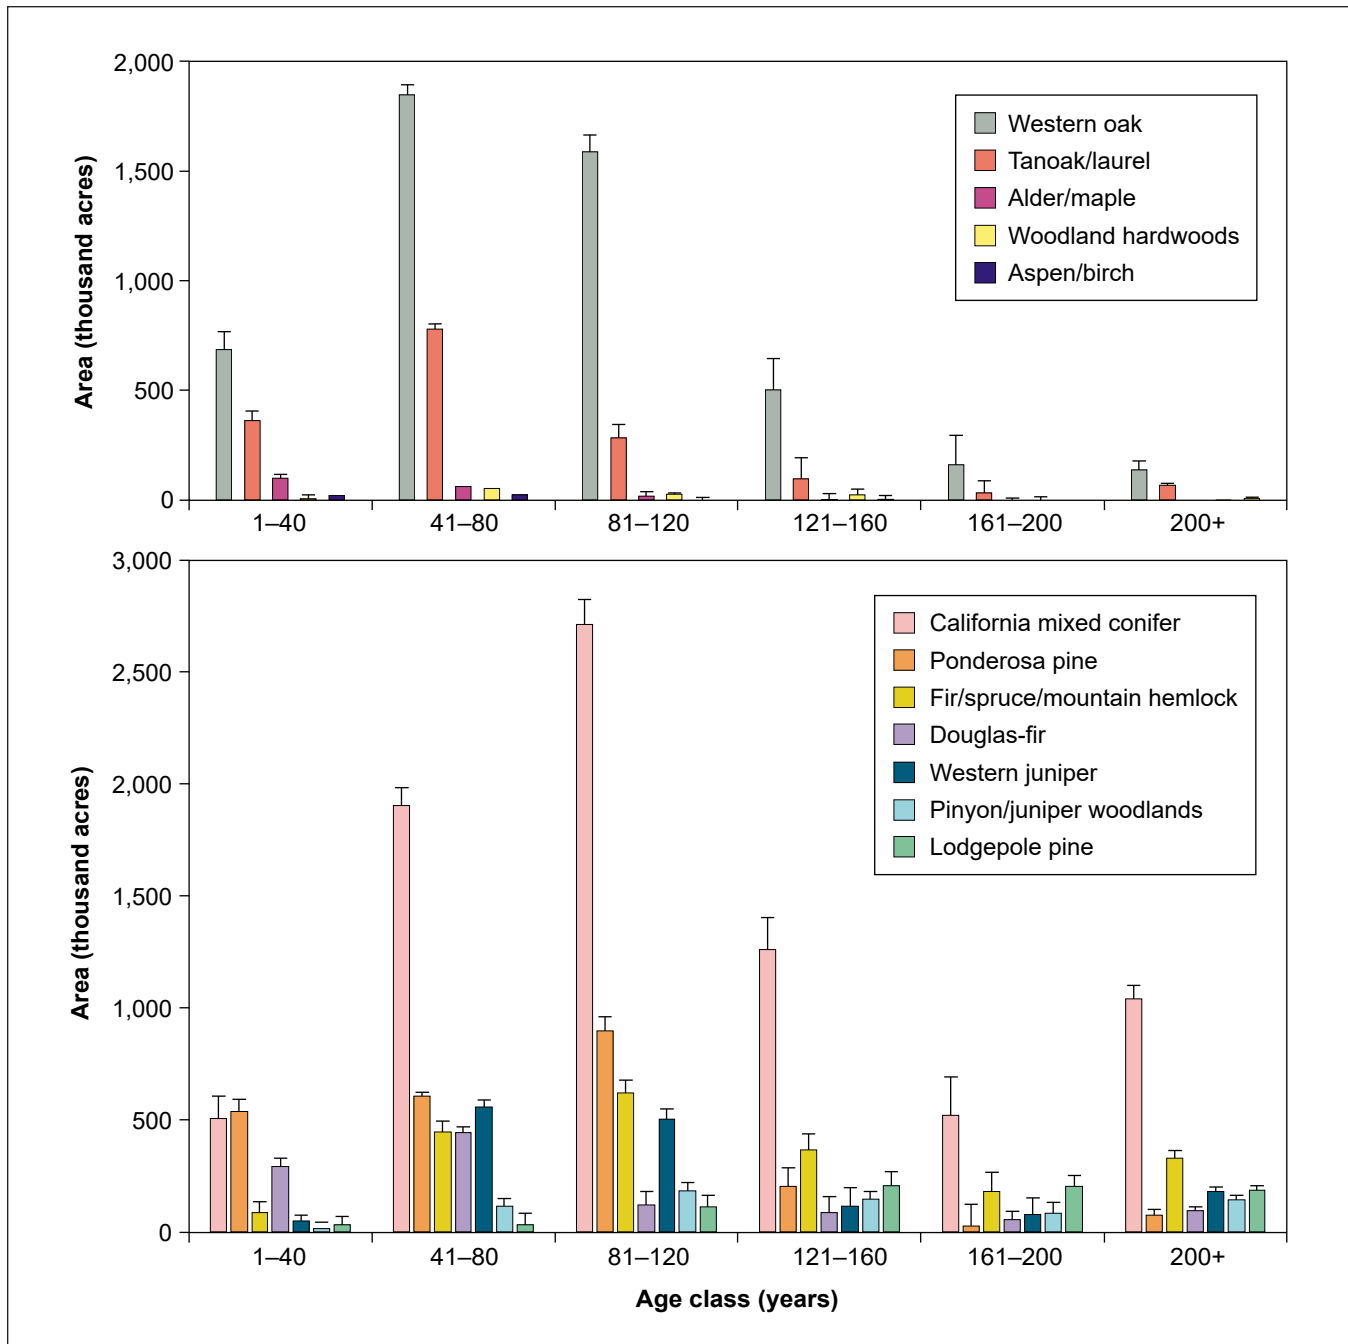 2,000
1,500
1,000
500
0
Area (thousand acres)
Western oak
Tanoak/laurel
Alder/maple
Woodland hardwoods
Aspen/birch
1–40
41–80
81–120
121–160
161–200
200+
3,000
2,500
2,000
1,500
1,000
500
0
Area (thousand acres)
California mixed conifer
Ponderosa pine
Fir/spruce/mountain hemlock
Douglas-fir
Western juniper
Pinyon/juniper woodlands
Lodgepole pine
1–40
41–80
81–120
121–160
161–200
200+
Age class (years)